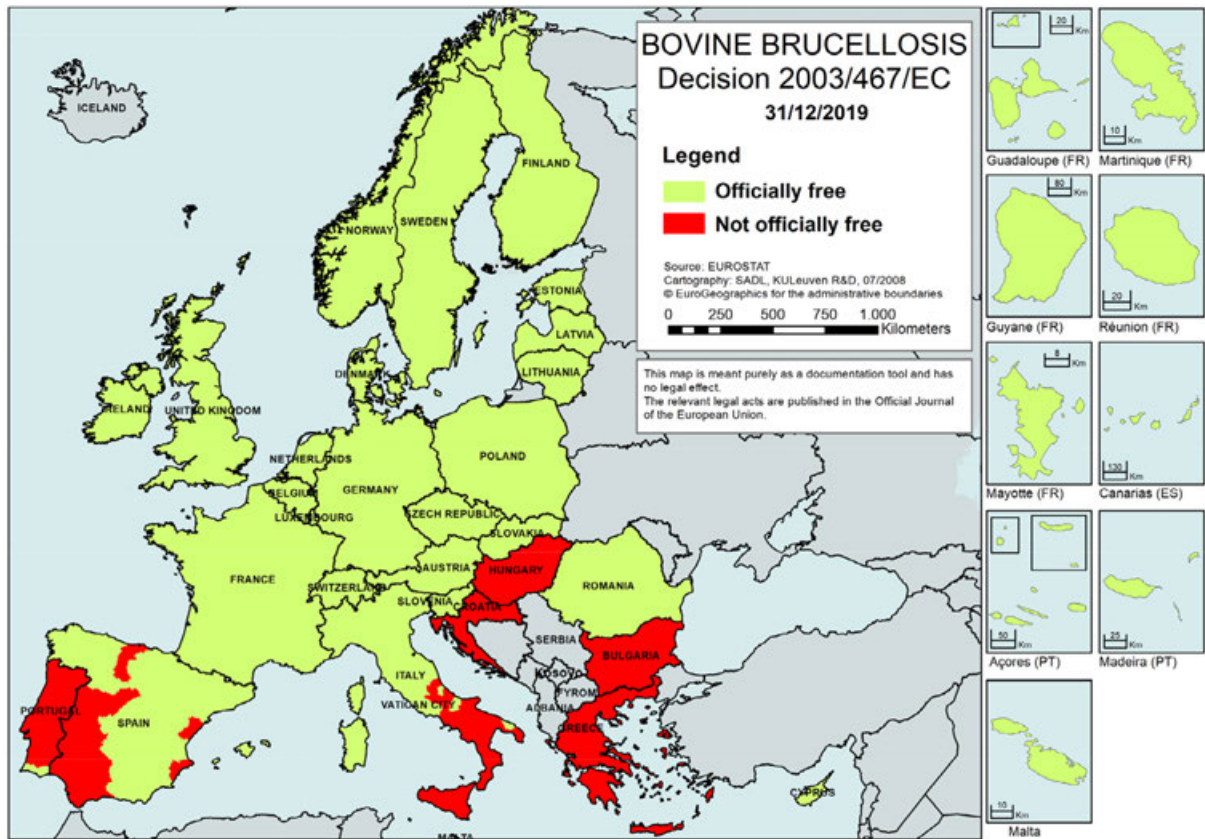 BOVINE BRUCELLOSIS
Decision 2003/467/EC
31/12/2019
Legend
Officially free
Not officially free
Source: EUROSTAT
Cartography: SADL, KULeuven R&D, 07/2008
© EuroGeographics for the administrative boundaries
0 250 500 750 1.000
Kilometers
This map is meant purely as a documentation tool and has
no legal effect.
The relevant legal acts are published in the Official Journal
of the European Union.
ICELAND
FINLAND
NORWAY
SWEDEN
ESTONIA
LATVIA
LITHUANIA
DENMARK
IRELAND
UNITED KINGDOM
NETHERLANDS
POLAND
BELGIUM
GERMANY
LUXEMBOURG
CZECH REPUBLIC
SLOVAKIA
FRANCE
AUSTRIA
HUNGARY
SWITZERLAND
ROMANIA
SLOVENIA
CROATIA
SERBIA
BULGARIA
ITALY
KOSOVO
VATICAN CITY
FYROM
ALBANIA
PORTUGAL
SPAIN
GREECE
CYPRUS
MALTA
20
Km
Guadaloupe (FR)
10
Km
Martinique (FR)
80
Km
Guyane (FR)
20
Km
Réunion (FR)
8
Km
Mayotte (FR)
130
Km
Canarias (ES)
50
Km
Açores (PT)
25
Km
Madeira (PT)
10
Km
Malta